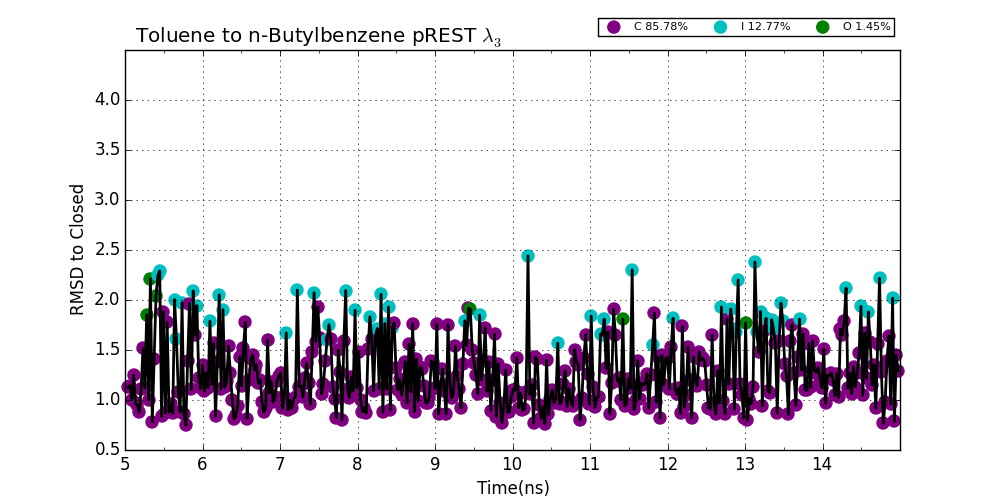 Toluene to n-Butylbenzene pREST λ₃
C 85.78% I 12.77% O 1.45%
RMSD to Closed
4.0
3.5
3.0
2.5
2.0
1.5
1.0
0.5
5 6 7 8 9 10 11 12 13 14
Time(ns)